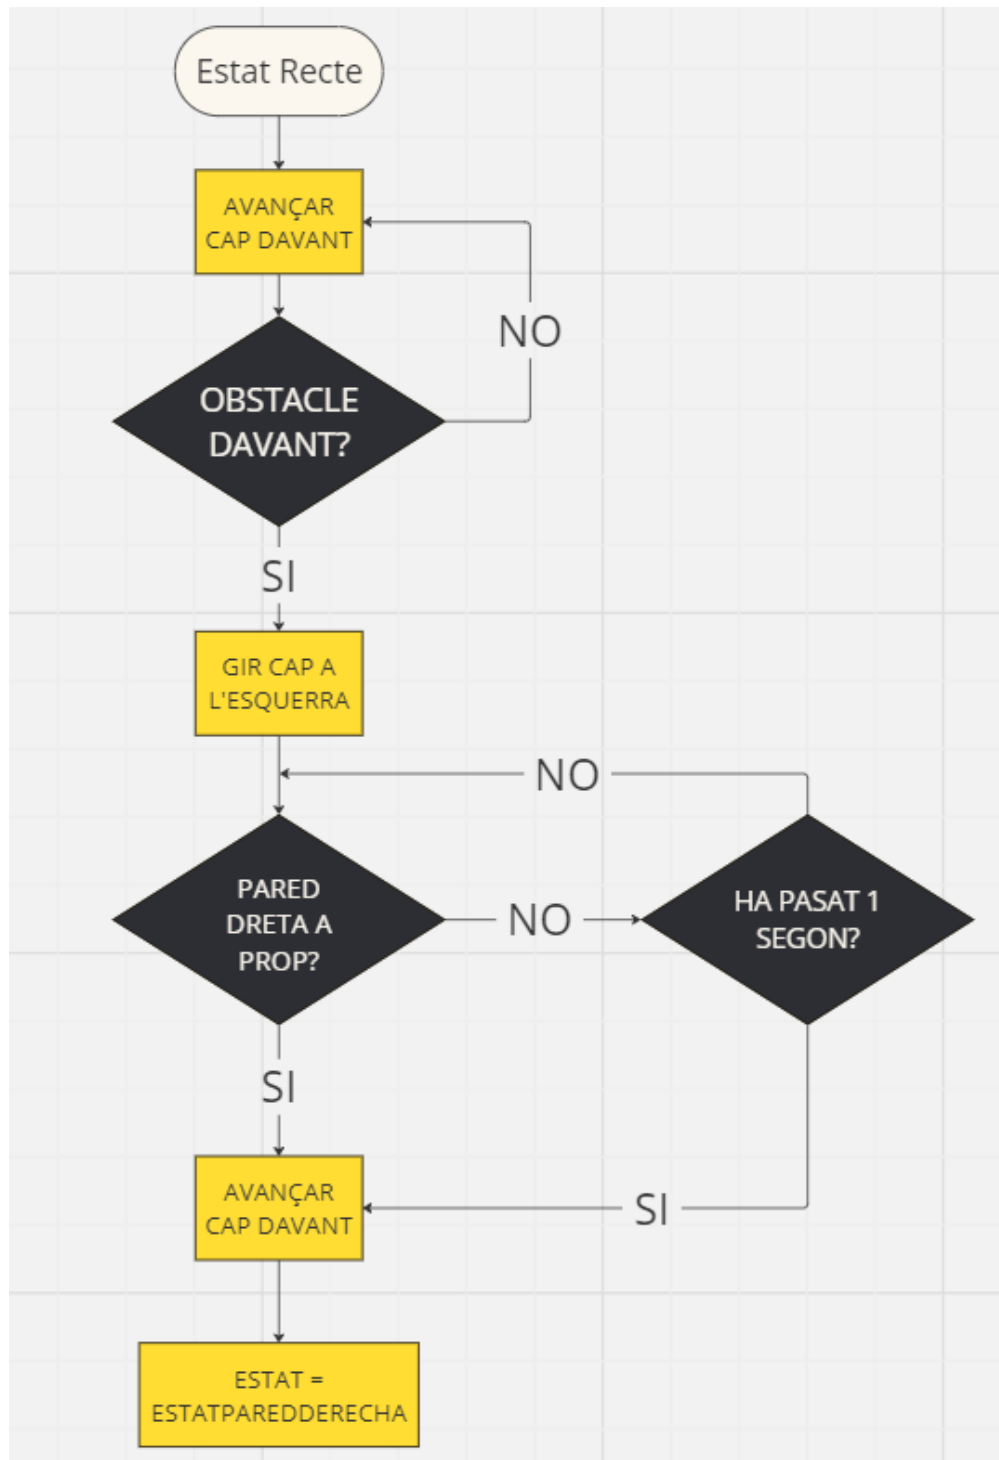 Estat Recte
AVANÇAR
CAP DAVANT
NO
OBSTACLE
DAVANT?
SI
GIR CAP A
L'ESQUERRA
NO
PARED
DRETA A
PROP?
NO
HA PASAT 1
SEGON?
SI
AVANÇAR
CAP DAVANT
SI
ESTAT =
ESTATPAREDDERECHA